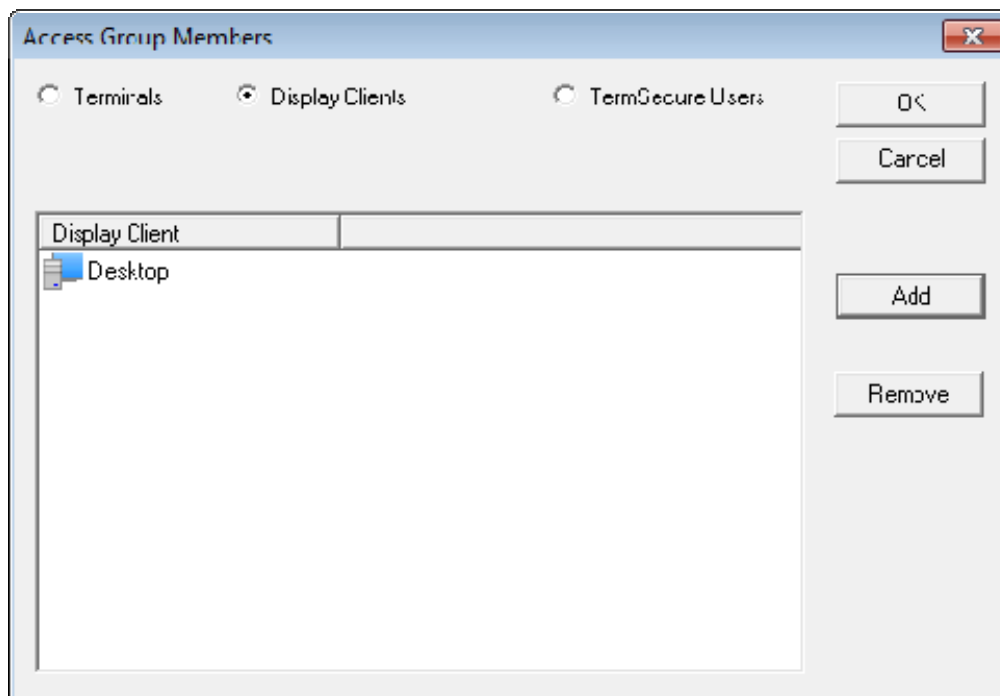 Access Group Members
Terminals Display Clients TermSecure Users OK
Cancel
Display Client
Desktop
Add
Remove